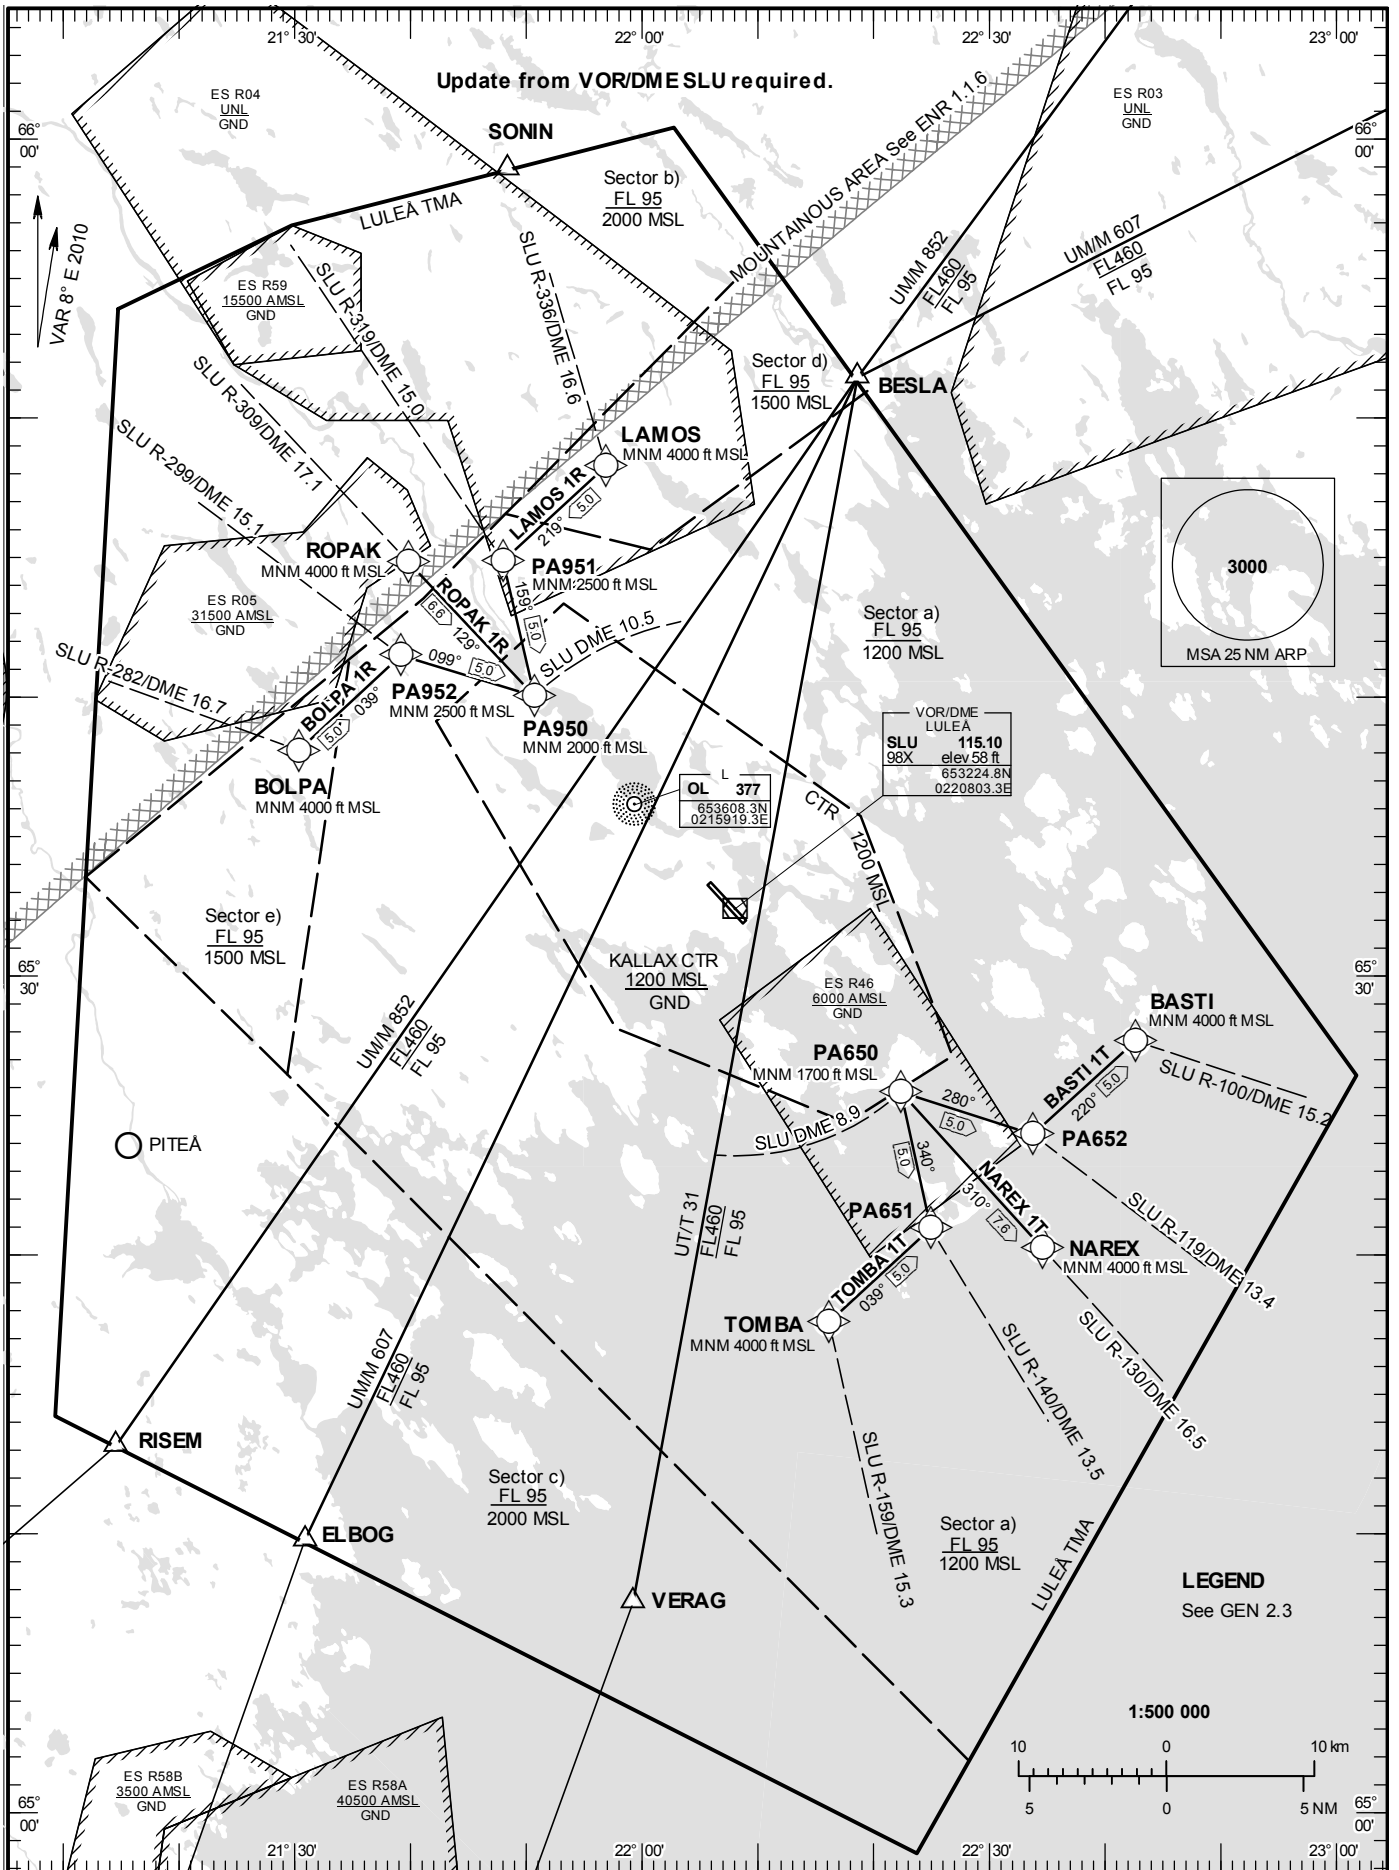 21° 30'
22° 00'
22° 30'
23° 00'
Update from VOR/DME SLU required.
ES R04
UNL
GND
ES R03
UNL
GND
66°
00'
66°
00'
SONIN
MOUNTAINOUS AREA See ENR 1.1.6
Sector b)
FL 95
2000 MSL
LULEÅ TMA
VAR 8° E 2010
UM/M 852
FL460
FL 95
UM/M 607
FL460
FL 95
ES R59
15500 AMSL
GND
SLU R-319/DME 15.0
SLU R-336/DME 16.6
SLU R-309/DME 17.1
SLU R-299/DME 15.1
Sector d)
FL 95
1500 MSL
BESLA
LAMOS
MNM 4000 ft MSL
LAMOS 1R
219°
5.0
ROPAK
MNM 4000 ft MSL
PA951
MNM 2500 ft MSL
3000
MSA 25 NM ARP
ES R05
31500 AMSL
GND
ROPAK 1R
6.6
129°
159°
5.0
SLU DME 10.5
Sector a)
FL 95
1200 MSL
SLU R-282/DME 16.7
099°
5.0
PA952
MNM 2500 ft MSL
BOLPA 1R
5.0
039°
PA950
MNM 2000 ft MSL
BOLPA
MNM 4000 ft MSL
VOR/DME
LULEÅ
SLU 115.10
98X elev 58 ft
653224.8N
0220803.3E
L
OL 377
653608.3N
0215919.3E
CTR
1200 MSL
Sector e)
FL 95
1500 MSL
KALLAX CTR
1200 MSL
GND
65°
30'
65°
30'
ES R46
6000 AMSL
GND
BASTI
MNM 4000 ft MSL
PA650
MNM 1700 ft MSL
UM/M 852
FL460
FL 95
BASTI 1T
220°
5.0
SLU R-100/DME 15.2
280°
5.0
SLU DME 8.9
PITEÅ
PA652
340°
5.0
NAREX 1T
310°
7.6
SLU R-119/DME 13.4
PA651
UT/T 31
FL460
FL 95
NAREX
MNM 4000 ft MSL
TOMBA 1T
039°
5.0
TOMBA
MNM 4000 ft MSL
SLU R-130/DME 16.5
SLU R-140/DME 13.5
UM/M 607
FL460
FL 95
RISEM
SLU R-159/DME 15.3
Sector c)
FL 95
2000 MSL
ELBOG
Sector a)
FL 95
1200 MSL
LULEÅ TMA
VERAG
LEGEND
See GEN 2.3
1:500 000
10 0 10 km
5 0 5 NM
ES R58B
3500 AMSL
GND
ES R58A
40500 AMSL
GND
65°
00'
65°
00'
21° 30'
22° 00'
22° 30'
23° 00'